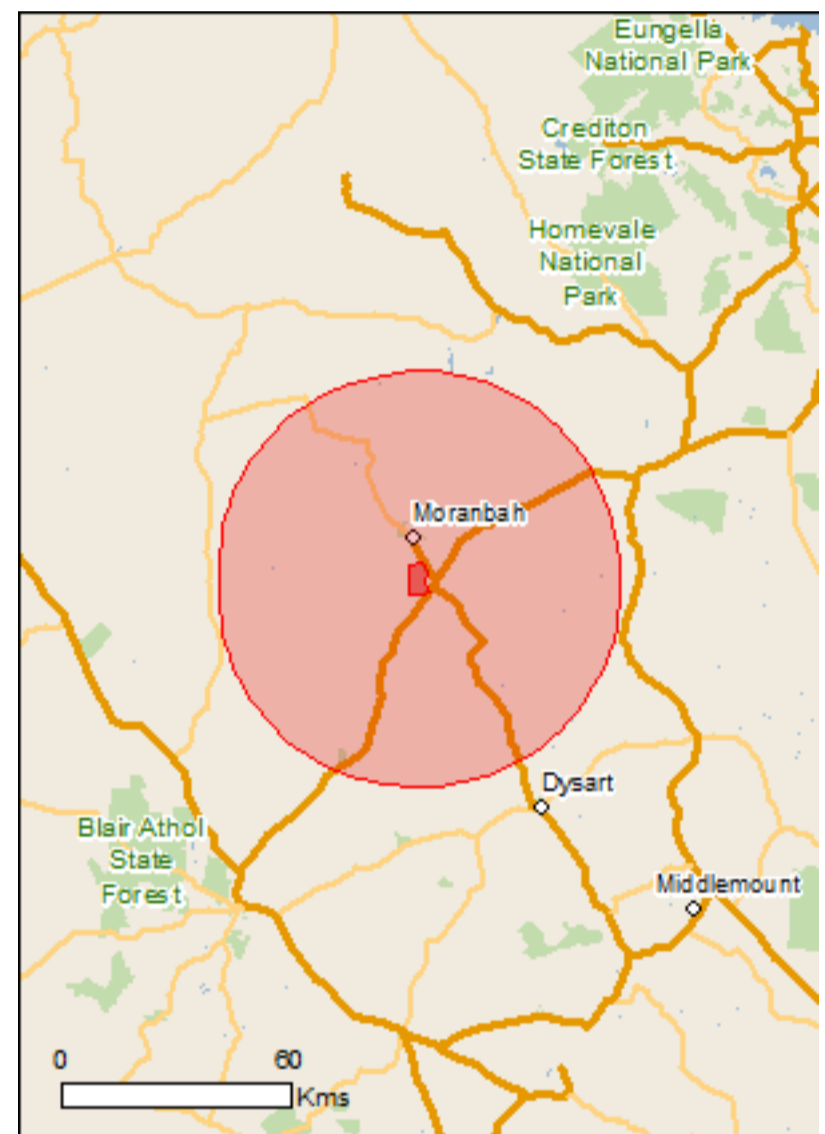 Eungella
National Park
Crediton
State Forest
Homevale
National
Park
Moranbah
Dysart
Blair Athol
State
Forest
Middlemount
0 60
Kms